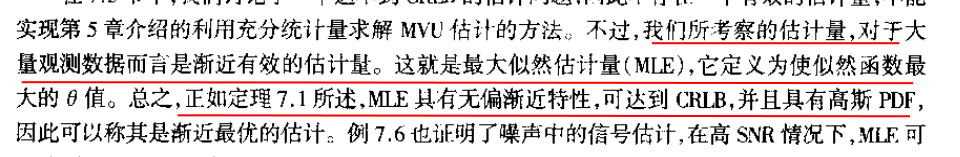 实现第 5 章介绍的利用充分统计量求解 MVU 估计的方法。不过,我们所考察的估计量,对于大
量观测数据而言是渐近有效的估计量。这就是最大似然估计量(MLE),它定义为使似然函数最
大的 θ 值。总之,正如定理 7.1 所述,MLE 具有无偏渐近特性,可达到 CRLB,并且具有高斯 PDF,
因此可以称其是渐近最优的估计。例 7.6 也证明了噪声中的信号估计,在高 SNR 情况下,MLE 可